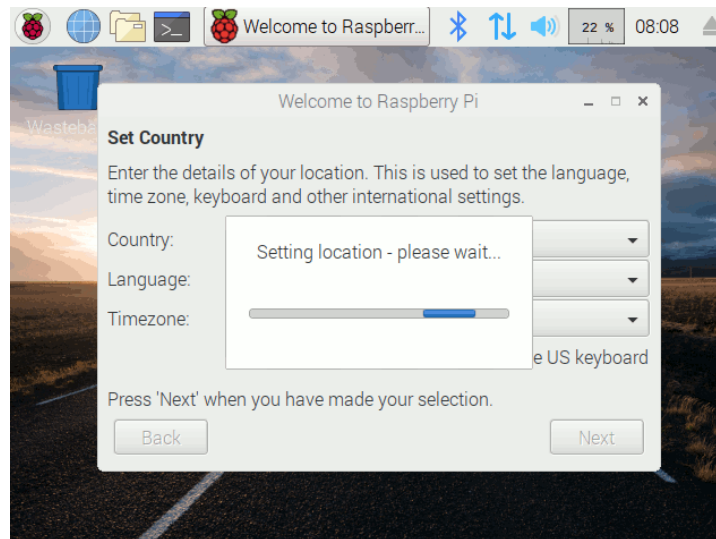 Welcome to Raspberr... 22 % 08:08
Welcome to Raspberry Pi
Set Country
Enter the details of your location. This is used to set the language,
time zone, keyboard and other international settings.
Country:
Setting location - please wait...
Language:
Timezone:
US keyboard
Press 'Next' when you have made your selection.
Back Next